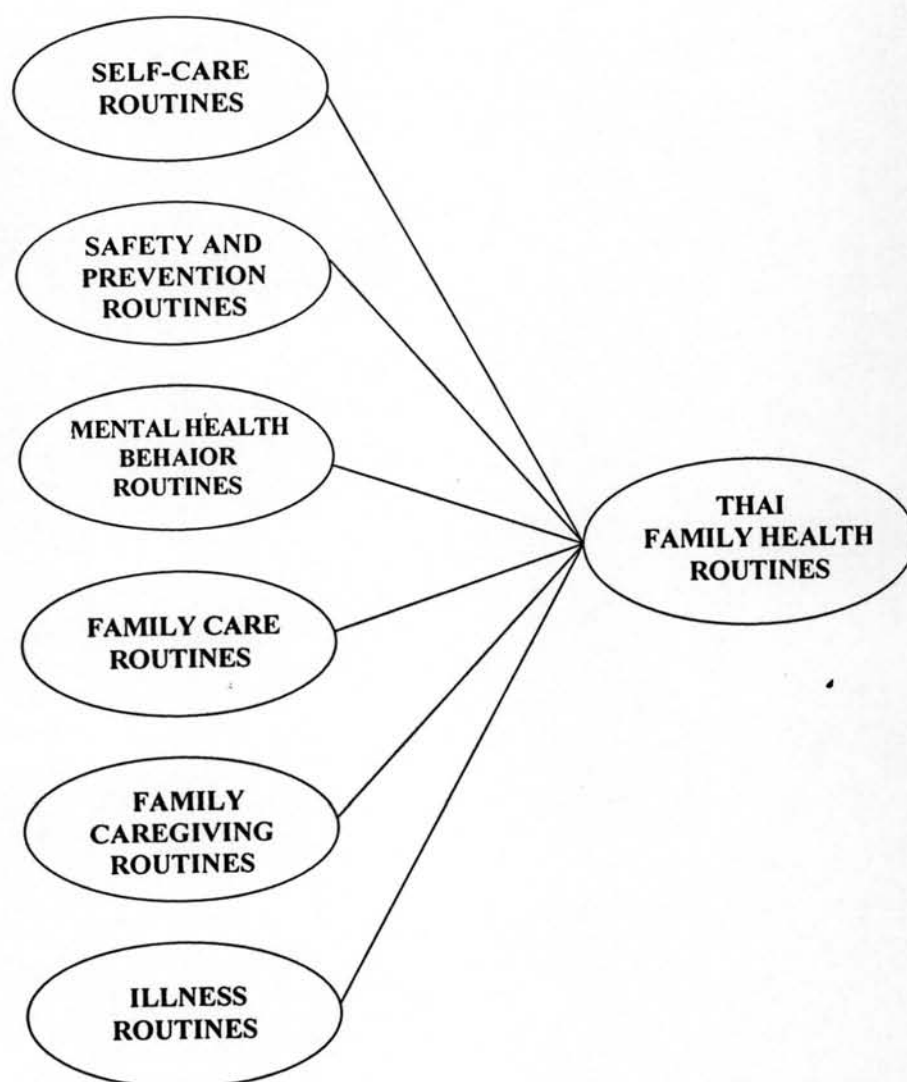 SELF-CARE
ROUTINES
SAFETY AND
PREVENTION
ROUTINES
MENTAL HEALTH
BEHAIOR
ROUTINES
FAMILY CARE
ROUTINES
FAMILY
CAREGIVING
ROUTINES
ILLNESS
ROUTINES
THAI
FAMILY HEALTH
ROUTINES